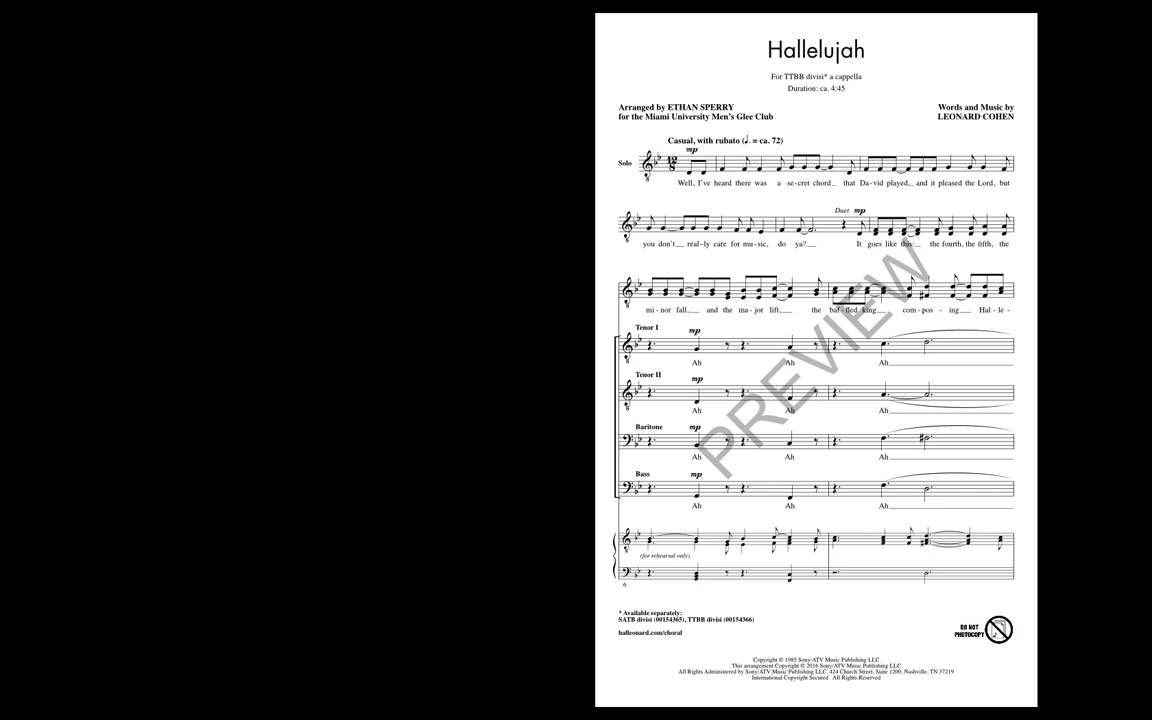 Hallelujah
For TTBB divisi* a cappella
Duration: ca. 4:45
Arranged by ETHAN SPERRY
for the Miami University Men's Glee Club
Words and Music by
LEONARD COHEN
Casual, with rubato (♩. = ca. 72)
mp
Solo
12
8
8
Well, I've heard there was a se-cret chord_ that Da-vid played,_ and it pleased the Lord, but
Duet mp
8
you don't_ real-ly care for mu-sic, do ya?_ It goes like this:_ the fourth, the fifth, the
8
mi-nor fall,_ and the ma-jor lift,_ the baf-fled king_ com-pos-ing_ Hal-le-
Tenor I
mp
8
Ah Ah Ah
Tenor II
mp
8
Ah Ah Ah
Baritone
mp
Ah Ah Ah
Bass
mp
Ah Ah Ah
(for rehearsal only)
6
PREVIEW
* Available separately:
SATB divisi (00154365), TTBB divisi (00154366)
halleonard.com/choral
DO NOT
PHOTOCOPY
Copyright © 1985 Sony/ATV Music Publishing LLC
This arrangement Copyright © 2016 Sony/ATV Music Publishing LLC
All Rights Administered by Sony/ATV Music Publishing LLC, 424 Church Street, Suite 1200, Nashville, TN 37219
International Copyright Secured All Rights Reserved